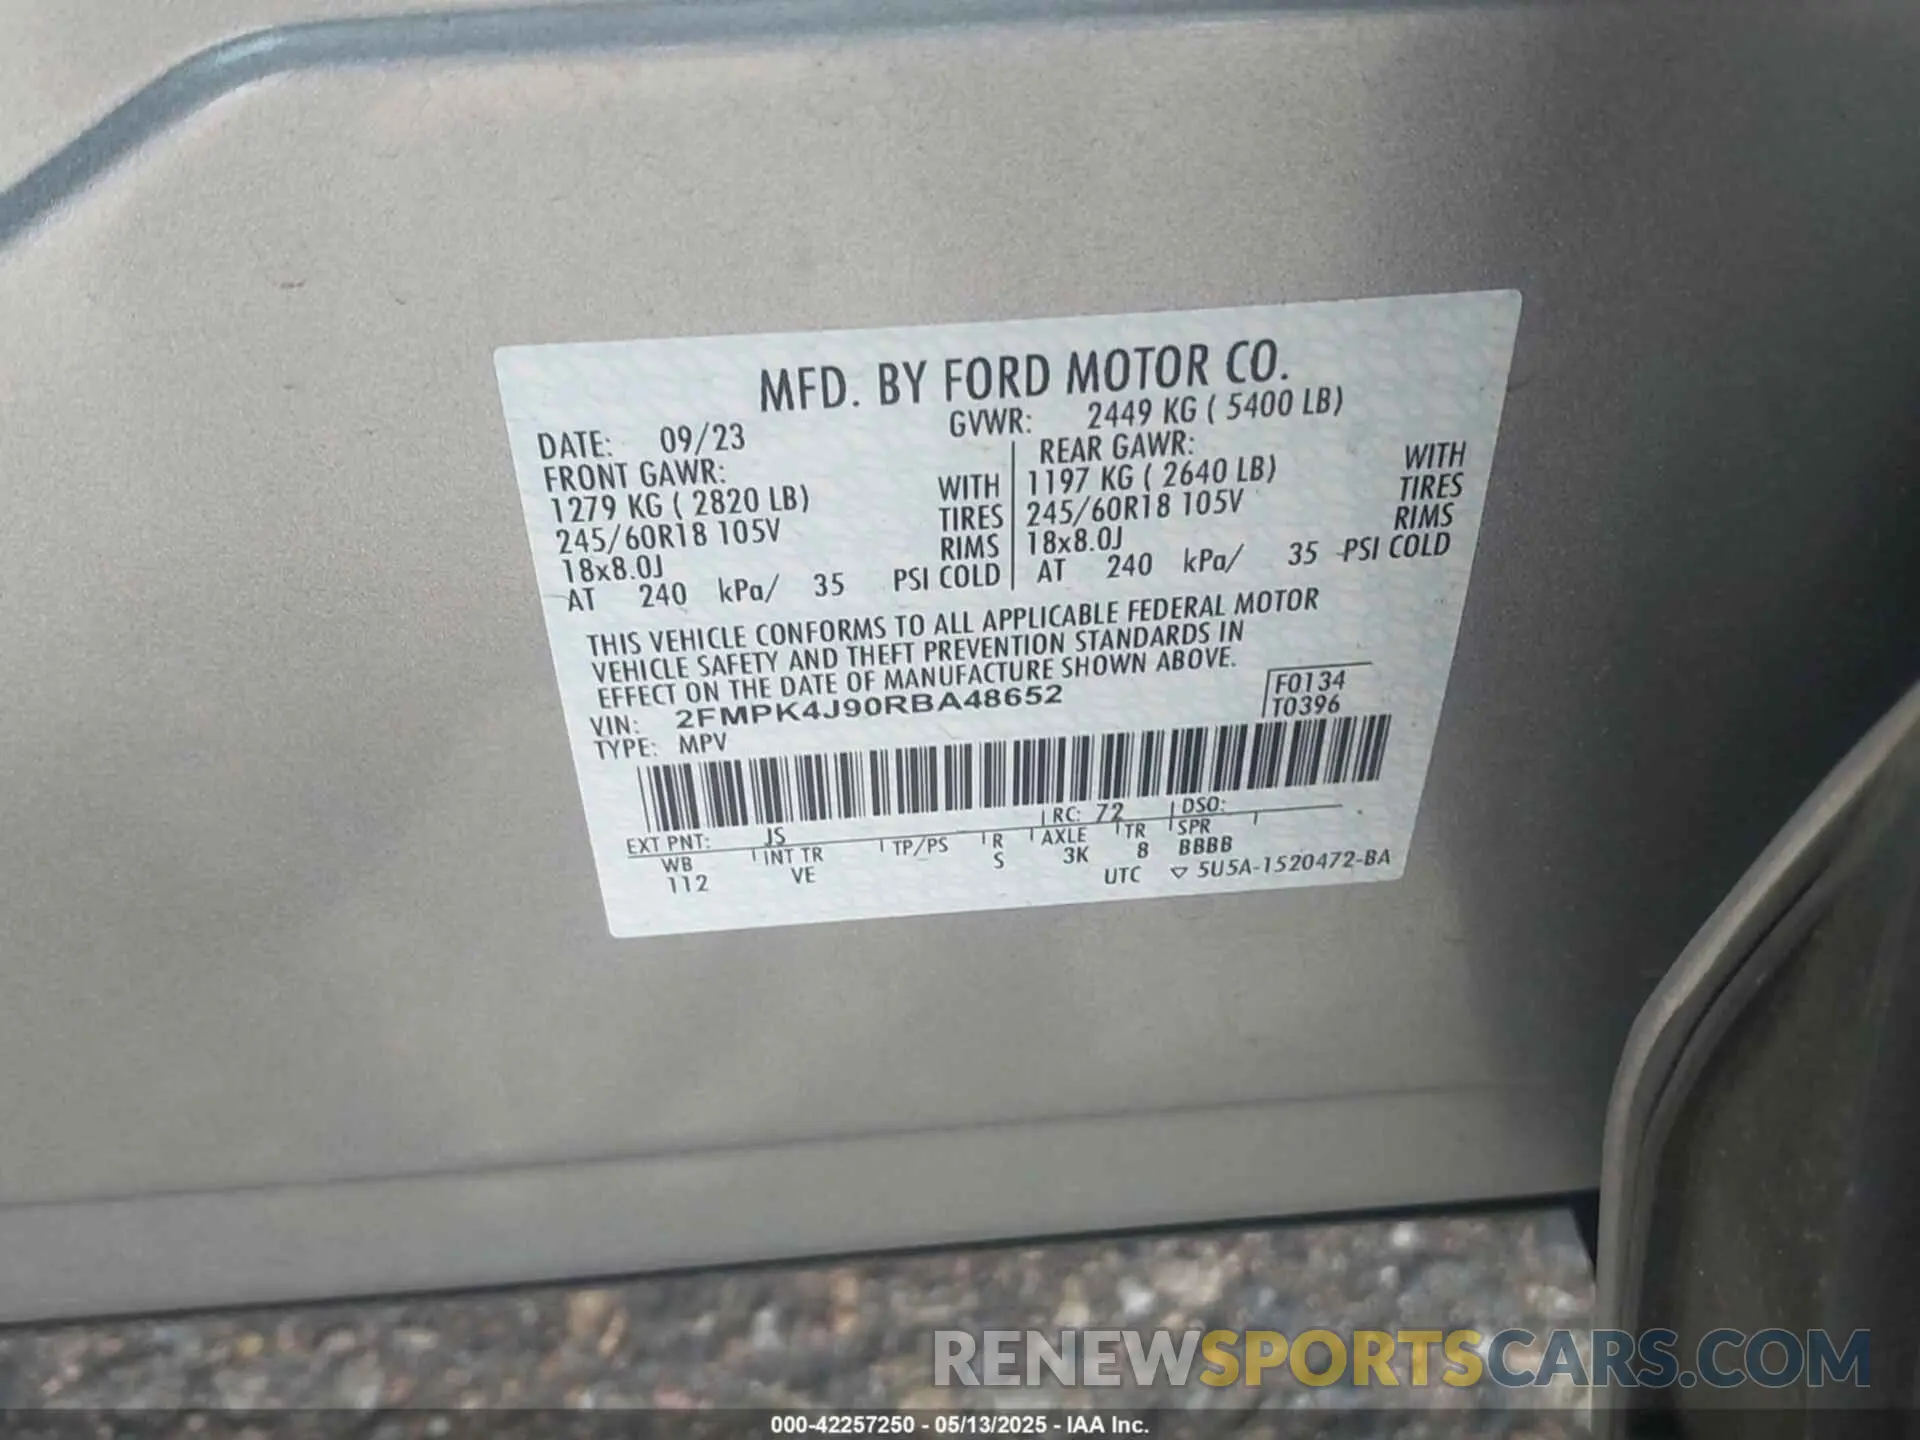 MFD. BY FORD MOTOR CO.
DATE: 09/23 GVWR: 2449 KG ( 5400 LB)
FRONT GAWR: REAR GAWR:
1279 KG ( 2820 LB) WITH 1197 KG ( 2640 LB) WITH
245/60R18 105V TIRES 245/60R18 105V TIRES
18x8.0J RIMS 18x8.0J RIMS
AT 240 kPa/ 35 PSI COLD AT 240 kPa/ 35 PSI COLD
THIS VEHICLE CONFORMS TO ALL APPLICABLE FEDERAL MOTOR
VEHICLE SAFETY AND THEFT PREVENTION STANDARDS IN
EFFECT ON THE DATE OF MANUFACTURE SHOWN ABOVE.
VIN: 2FMPK4J90RBA48652 F0134
TYPE: MPV T0396
EXT PNT: JS RC: 72 DSO:
WB INT TR TP/PS R AXLE TR SPR
112 VE S 3K 8 BBBB
UTC ▽ 5U5A-1520472-BA
RENEWSPORTSCARS.COM
000-42257250 - 05/13/2025 - IAA Inc.